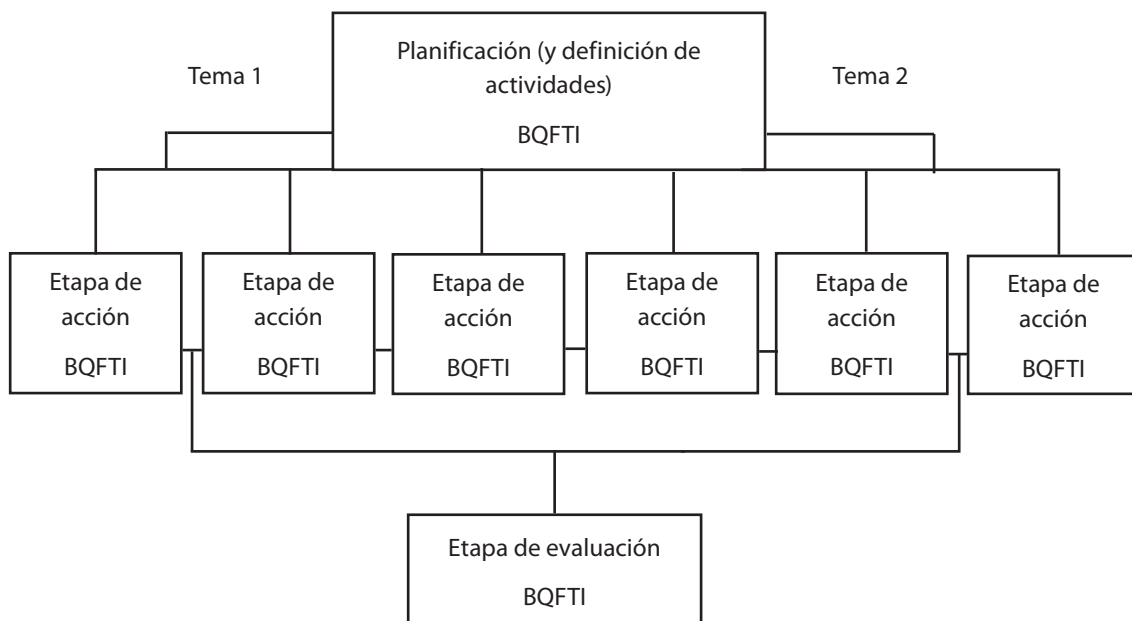 Planificación (y definición de
actividades)
BQFTI
Tema 1
Tema 2
Etapa de
acción
BQFTI
Etapa de
acción
BQFTI
Etapa de
acción
BQFTI
Etapa de
acción
BQFTI
Etapa de
acción
BQFTI
Etapa de
acción
BQFTI
Etapa de evaluación
BQFTI